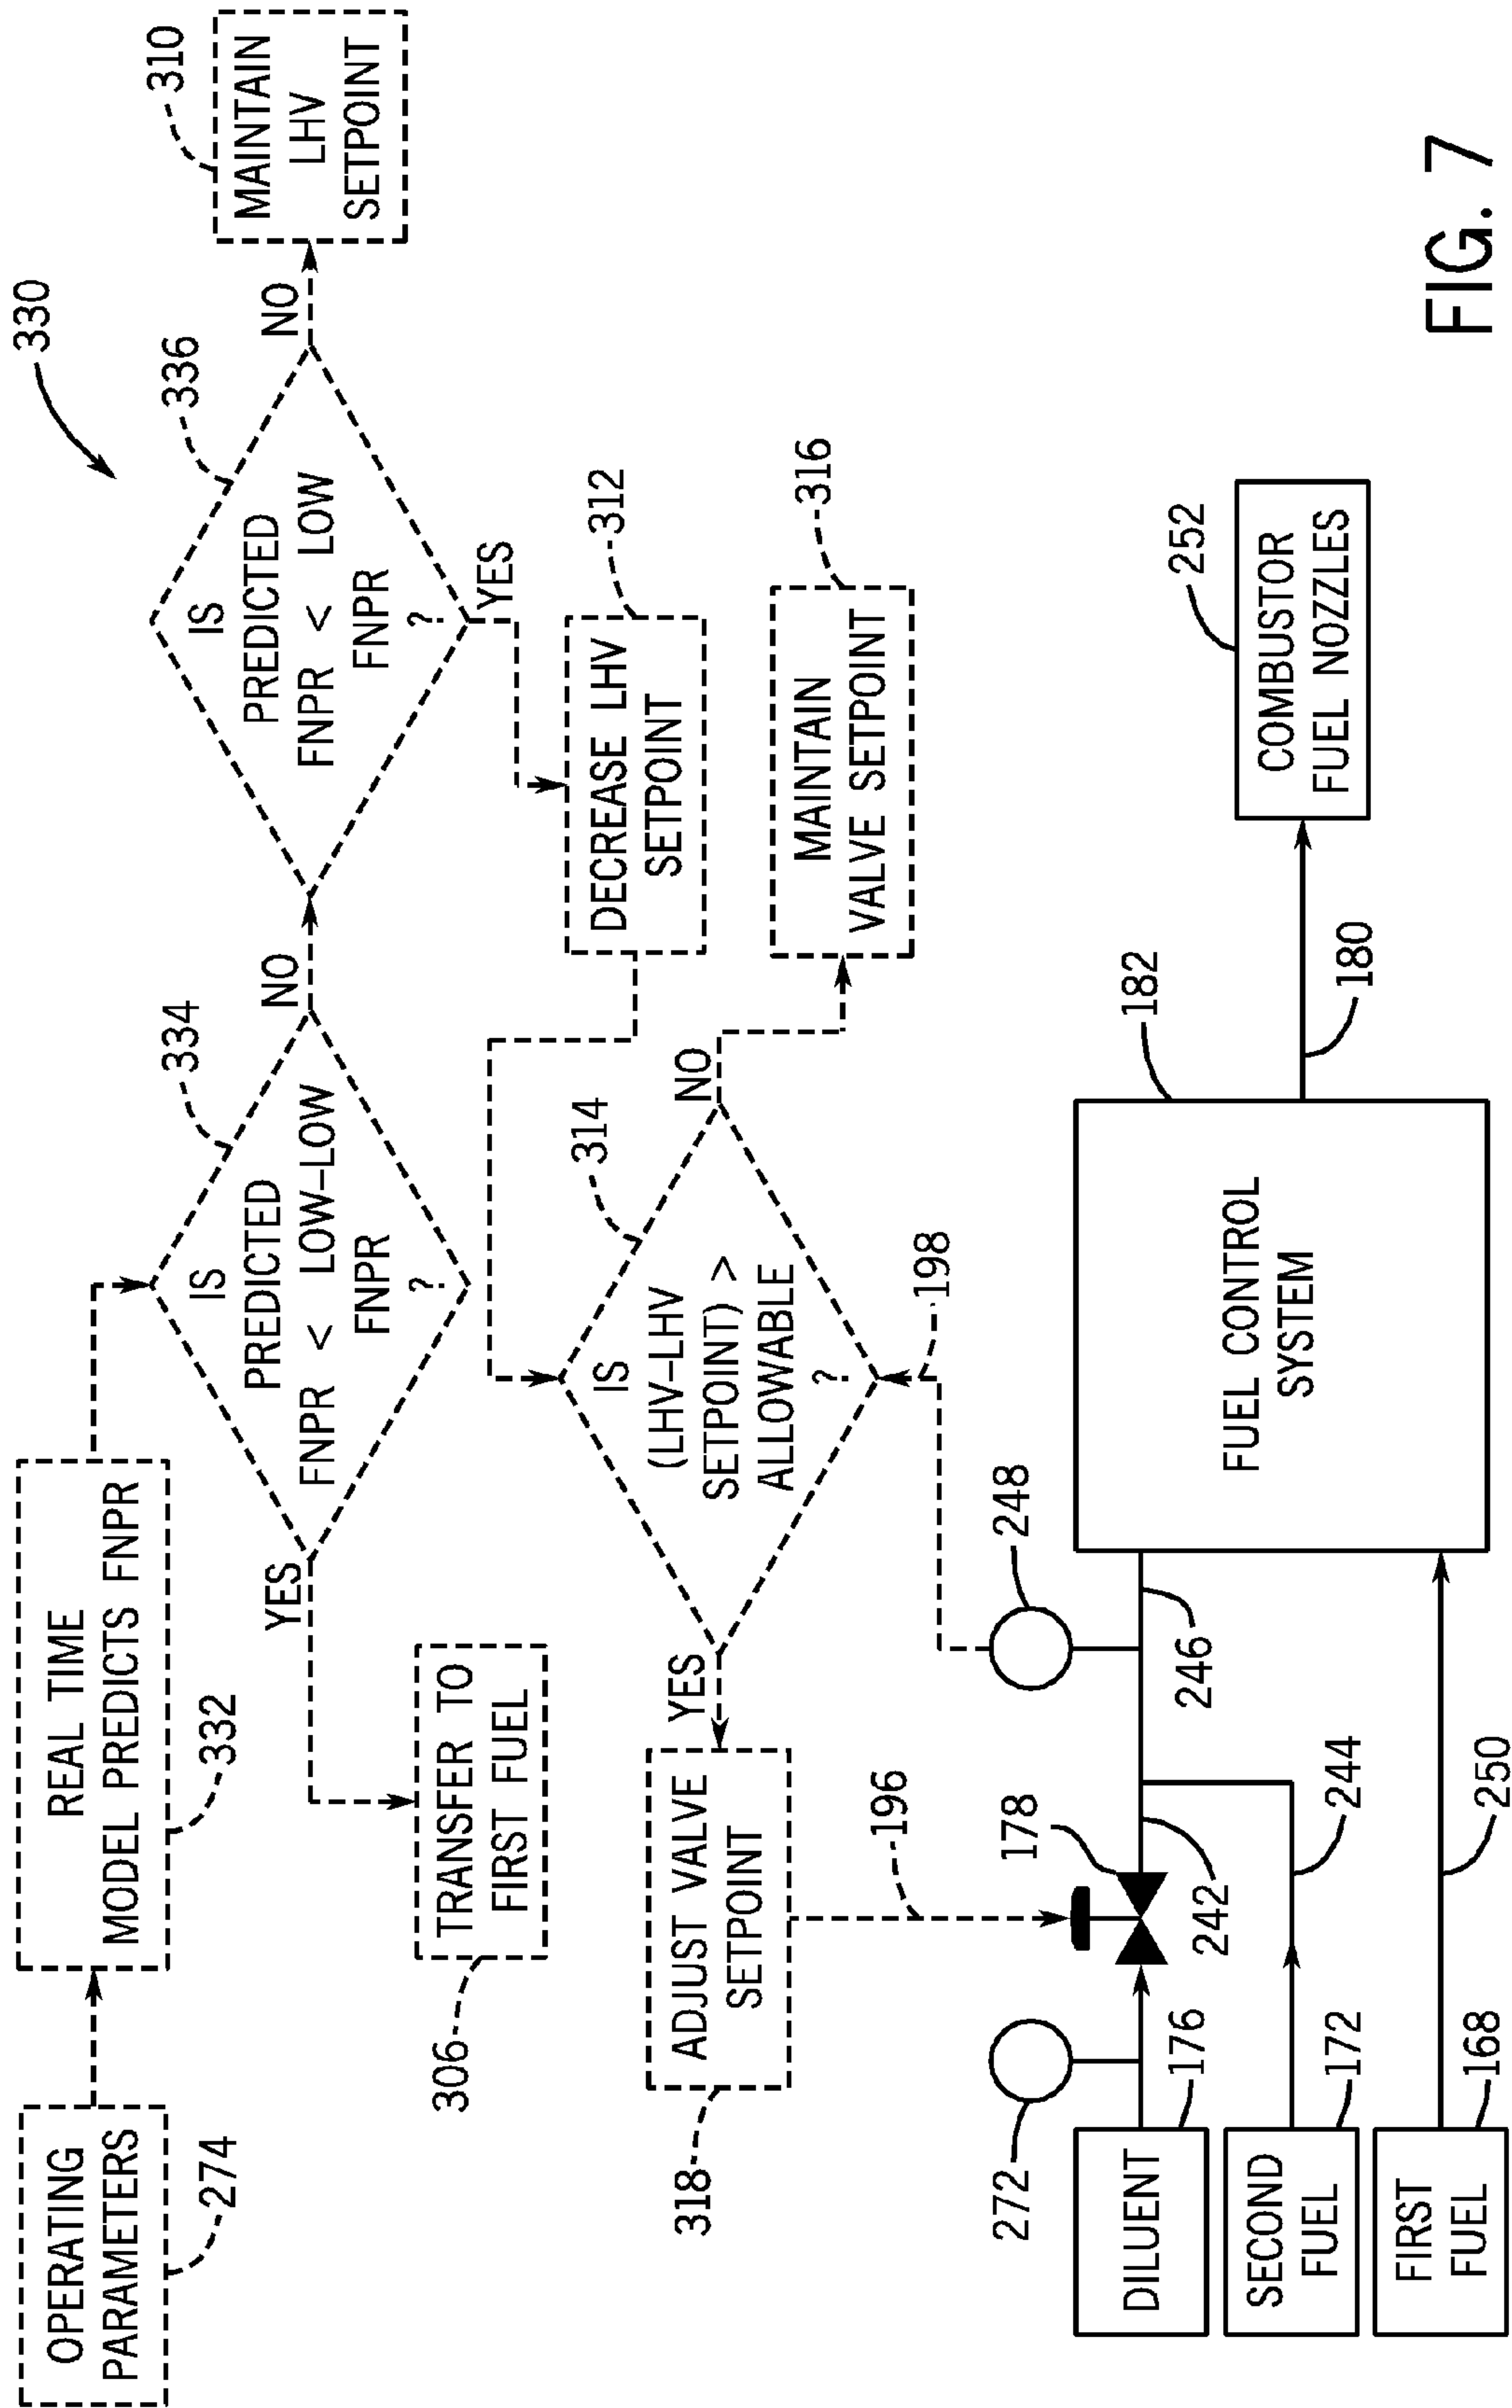 330
OPERATING
PARAMETERS
274
REAL TIME
MODEL PREDICTS FNPR
332
334
IS
PREDICTED
FNPR < LOW-LOW
FNPR
?
YES
NO
336
IS
PREDICTED
FNPR < LOW
FNPR
?
YES
NO
310
MAINTAIN
LHV
SETPOINT
TRANSFER TO
FIRST FUEL
306
312
DECREASE LHV
SETPOINT
314
IS
(LHV-LHV
SETPOINT) >
ALLOWABLE
?
YES
NO
316
MAINTAIN
VALVE SETPOINT
ADJUST VALVE
SETPOINT
318
196
198
272
178
248
DILUENT
176
242
246
SECOND
FUEL
172
244
FIRST
FUEL
168
250
182
FUEL CONTROL
SYSTEM
180
252
COMBUSTOR
FUEL NOZZLES
FIG. 7